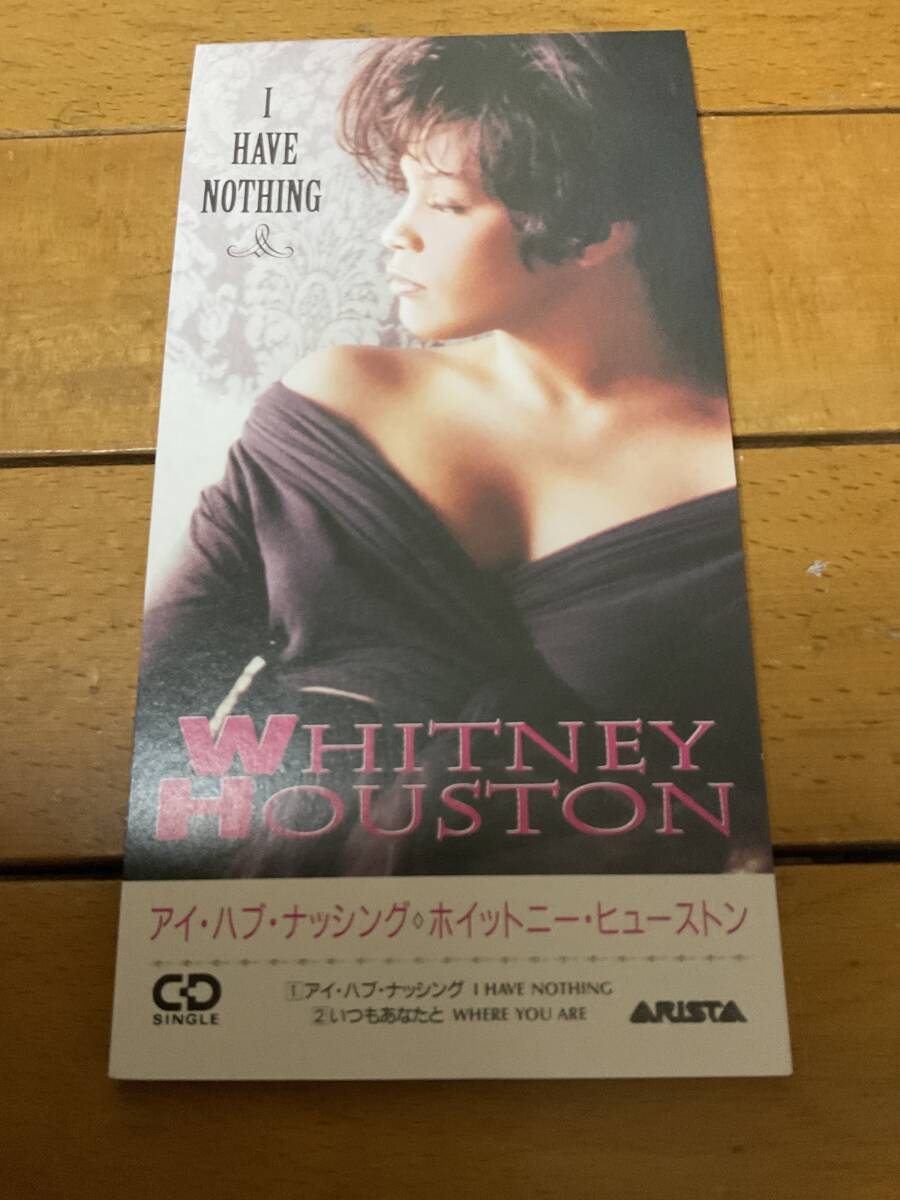 I
HAVE
NOTHING
WHITNEY
HOUSTON
アイ・ハブ・ナッシング◇ホイットニー・ヒューストン
CD
SINGLE
1 アイ・ハブ・ナッシング I HAVE NOTHING
2 いつもあなたと WHERE YOU ARE
ARISTA